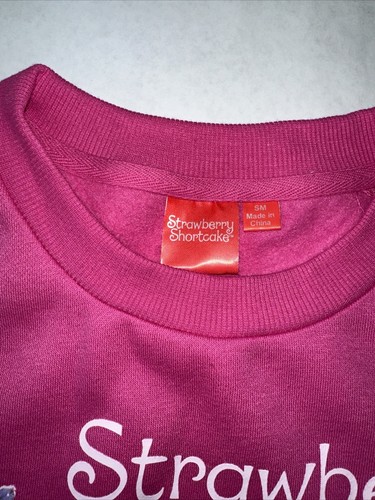 Strawberry
Shortcake
SM
Made in
China
Strawbe